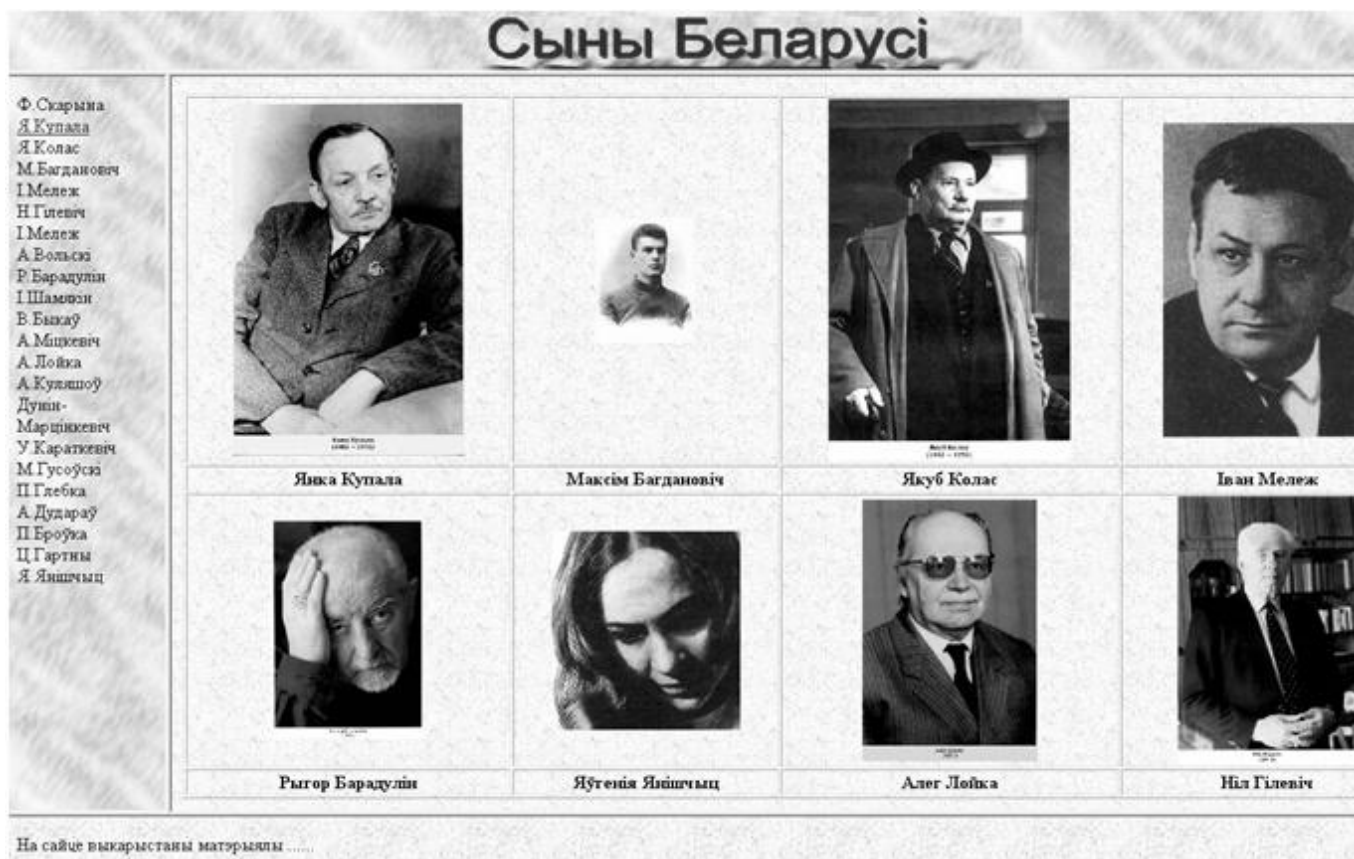 Сыны Беларусі
Ф.Скарына
Я.Купала
Я.Колас
М.Багдановіч
І.Мележ
Н.Гілевіч
І.Мележ
А.Вольскі
Р.Барадулін
І.Шамякін
В.Быкаў
А.Міцкевіч
А.Лойка
А.Куляшоў
Дунін-
Марцінкевіч
У.Караткевіч
М.Гусоўскі
П.Глебка
А.Дудараў
П.Броўка
Ц.Гартны
Я.Янішчыц
Янка Купала
Максім Багдановіч
Якуб Колас
Іван Мележ
Рыгор Барадулін
Яўгенія Янішчыц
Алег Лойка
Ніл Гілевіч
На сайце выкарыстаны матэрыялы ......